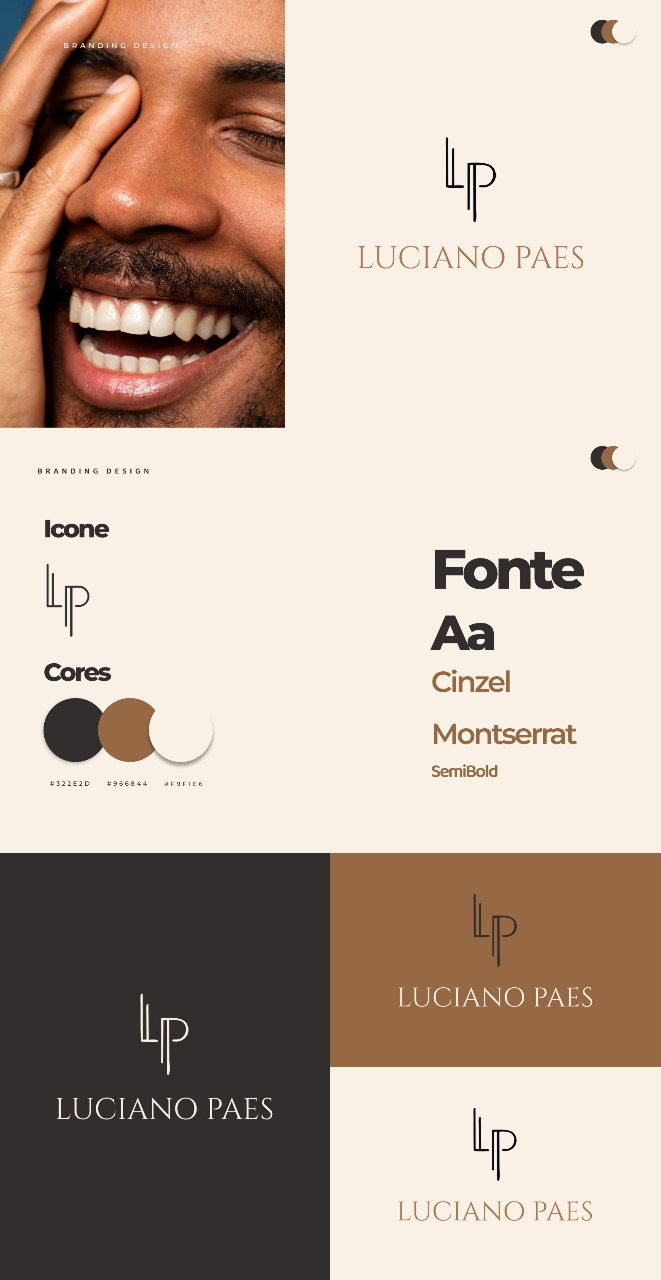 BRANDING DESIGN
LP
LUCIANO PAES
BRANDING DESIGN
Icone
LP
Cores
#322E2D #966844 #F9F1E6
Fonte
Aa
Cinzel
Montserrat
SemiBold
LP
LUCIANO PAES
LP
LUCIANO PAES
LP
LUCIANO PAES